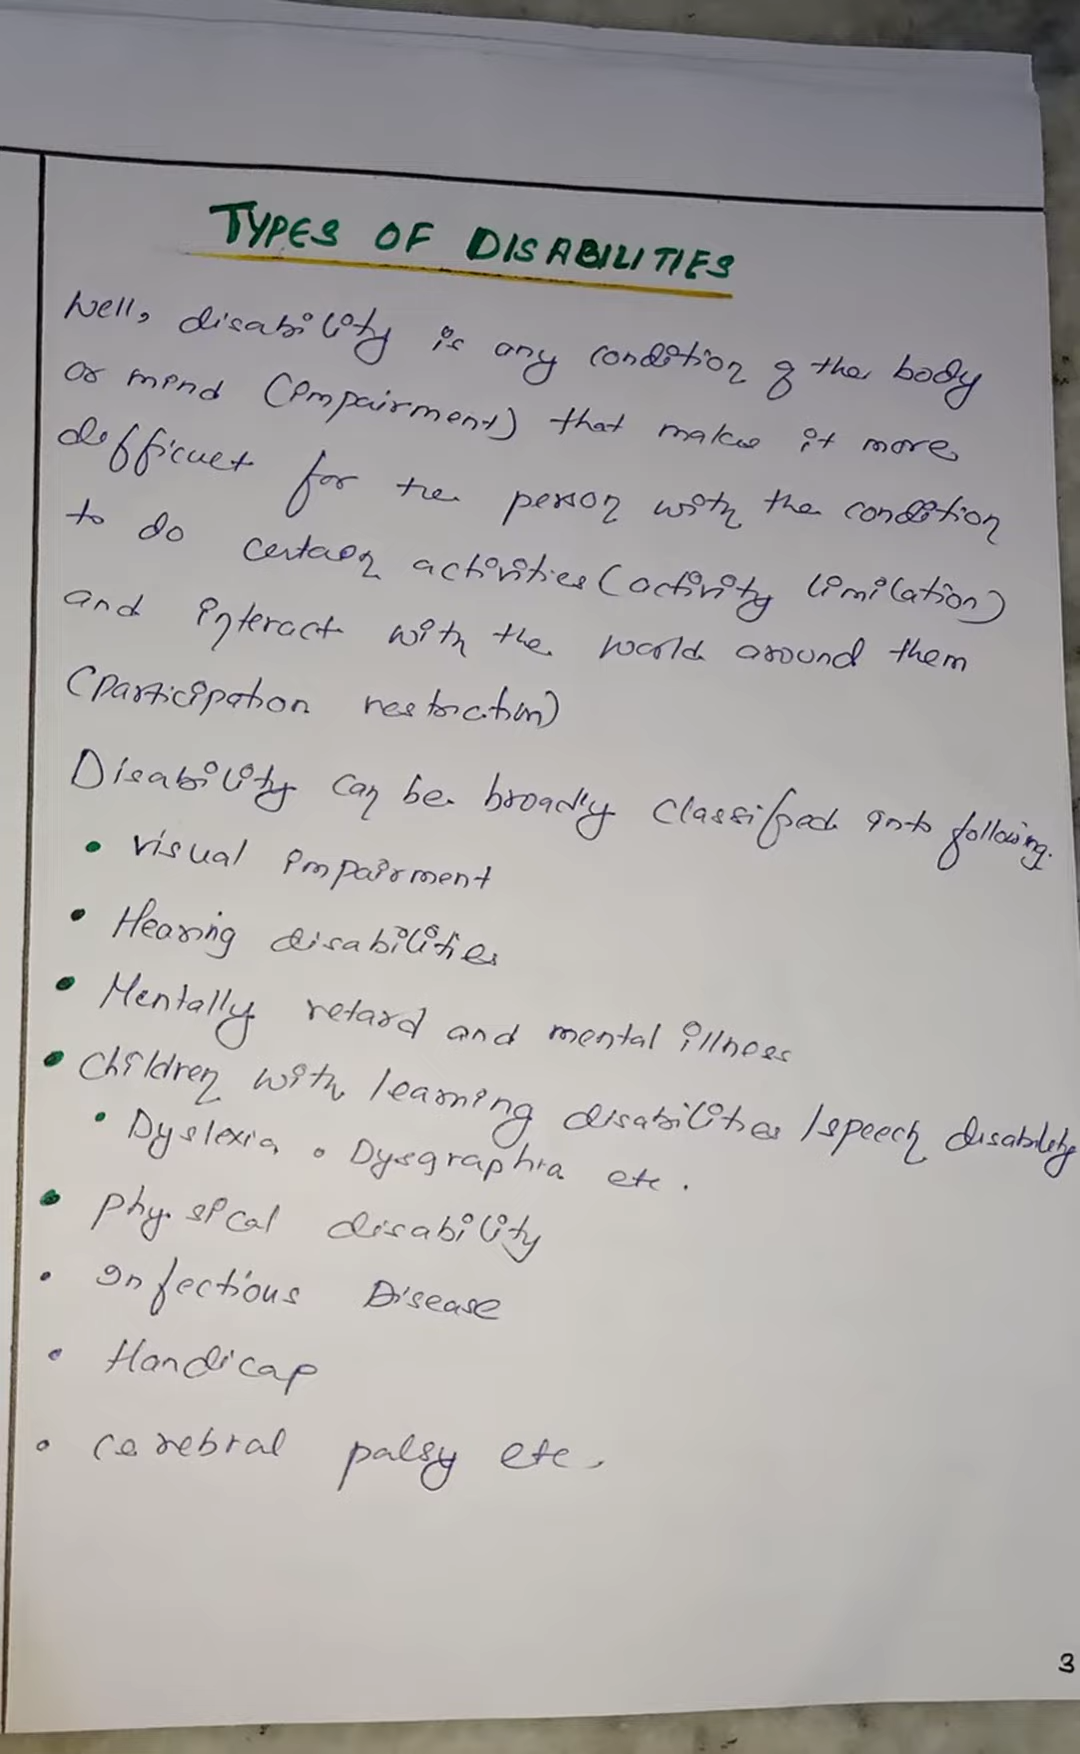 TYPES OF DISABILITIES
Well, disability is any condition of the body
or mind (impairment) that makes it more
difficult for the person with the condition
to do certain activities (activity limitation)
and interact with the world around them
(participation restriction)
Disability can be broadly classified into following.
• visual impairment
• Hearing disabilities
• Mentally retard and mental illness
• Children with learning disabilities / speech disability
• Dyslexia • Dysgraphia etc.
• Physical disability
• Infectious Disease
• Handicap
• Cerebral palsy etc.
3